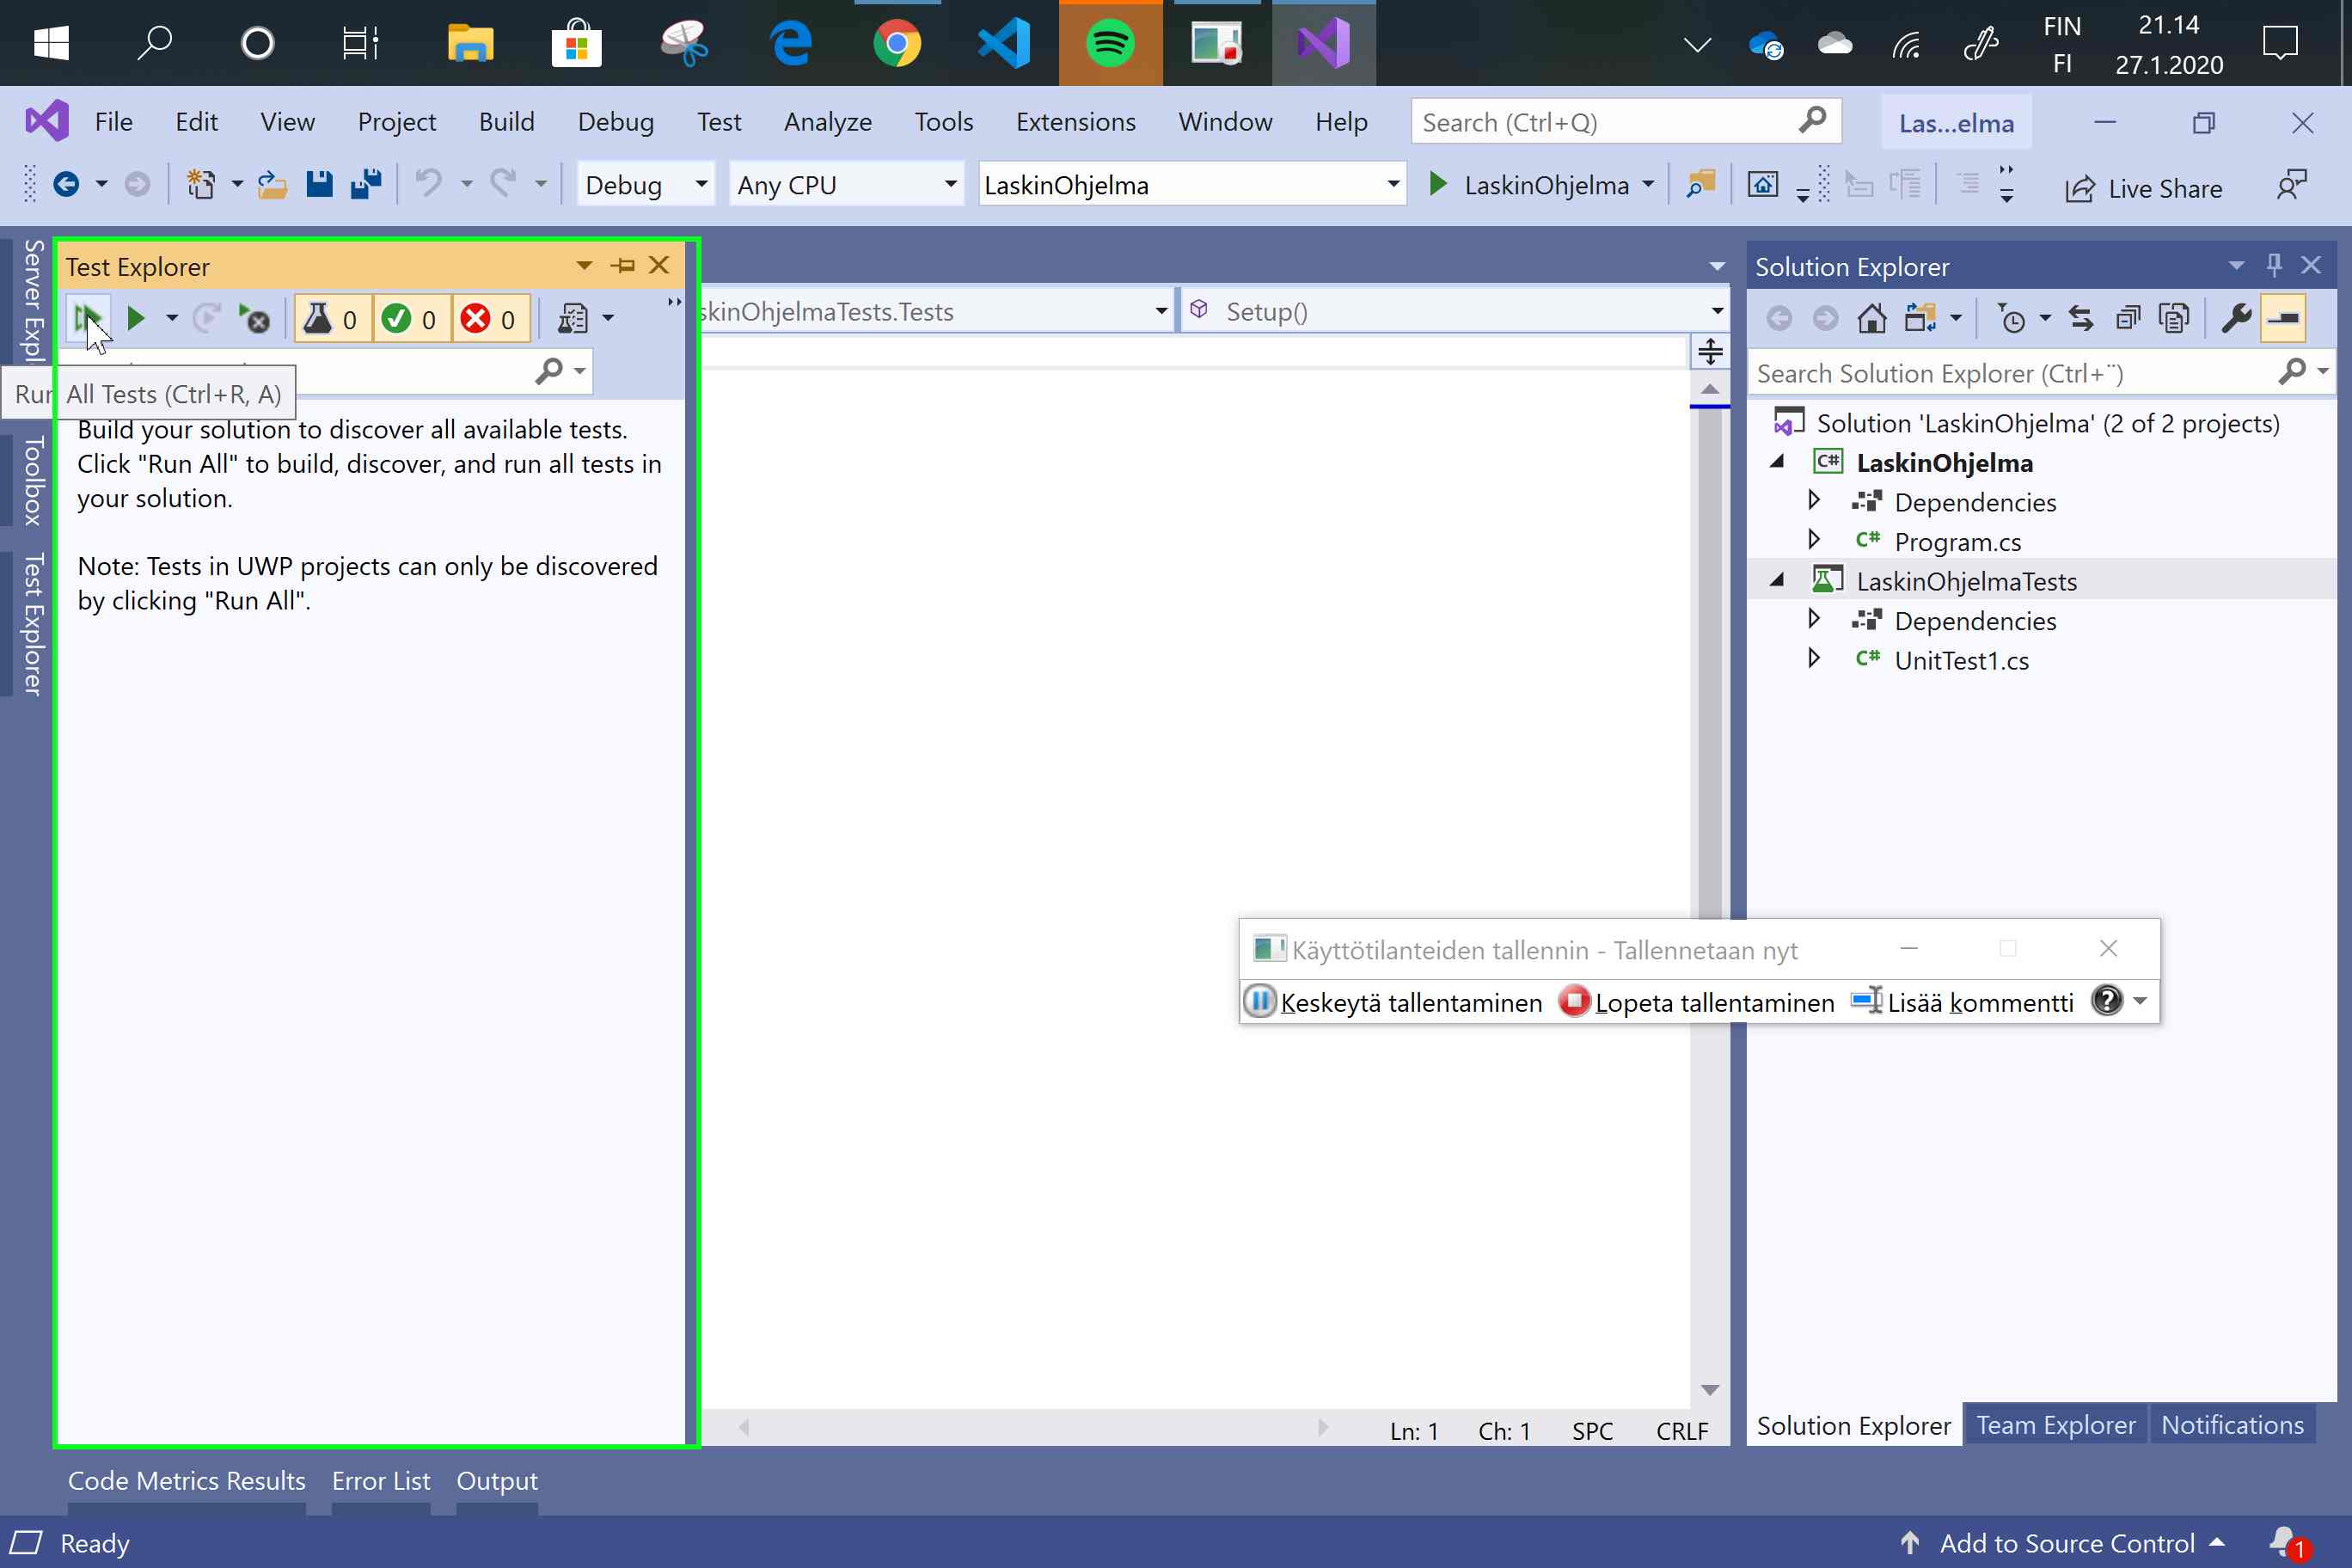 FIN
FI
21.14
27.1.2020
File Edit View Project Build Debug Test Analyze Tools Extensions Window Help
Search (Ctrl+Q)
Las...elma
Debug
Any CPU
LaskinOhjelma
LaskinOhjelma
Live Share
Server Expl
Toolbox
Test Explorer
Test Explorer
0
0
0
Run All Tests (Ctrl+R, A)
Build your solution to discover all available tests.
Click "Run All" to build, discover, and run all tests in
your solution.
Note: Tests in UWP projects can only be discovered
by clicking "Run All".
skinOhjelmaTests.Tests
Setup()
Ln: 1 Ch: 1 SPC CRLF
Solution Explorer
Search Solution Explorer (Ctrl+¨)
Solution 'LaskinOhjelma' (2 of 2 projects)
C# LaskinOhjelma
Dependencies
C# Program.cs
LaskinOhjelmaTests
Dependencies
C# UnitTest1.cs
Käyttötilanteiden tallennin - Tallennetaan nyt
Keskeytä tallentaminen Lopeta tallentaminen Lisää kommentti
Solution Explorer Team Explorer Notifications
Code Metrics Results Error List Output
Ready
Add to Source Control
1